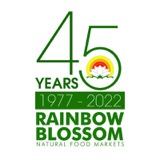 45
YEARS
1977 - 2022
RAINBOW
BLOSSOM
NATURAL FOOD MARKETS